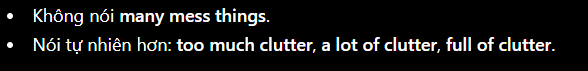 • Không nói many mess things.
• Nói tự nhiên hơn: too much clutter, a lot of clutter, full of clutter.